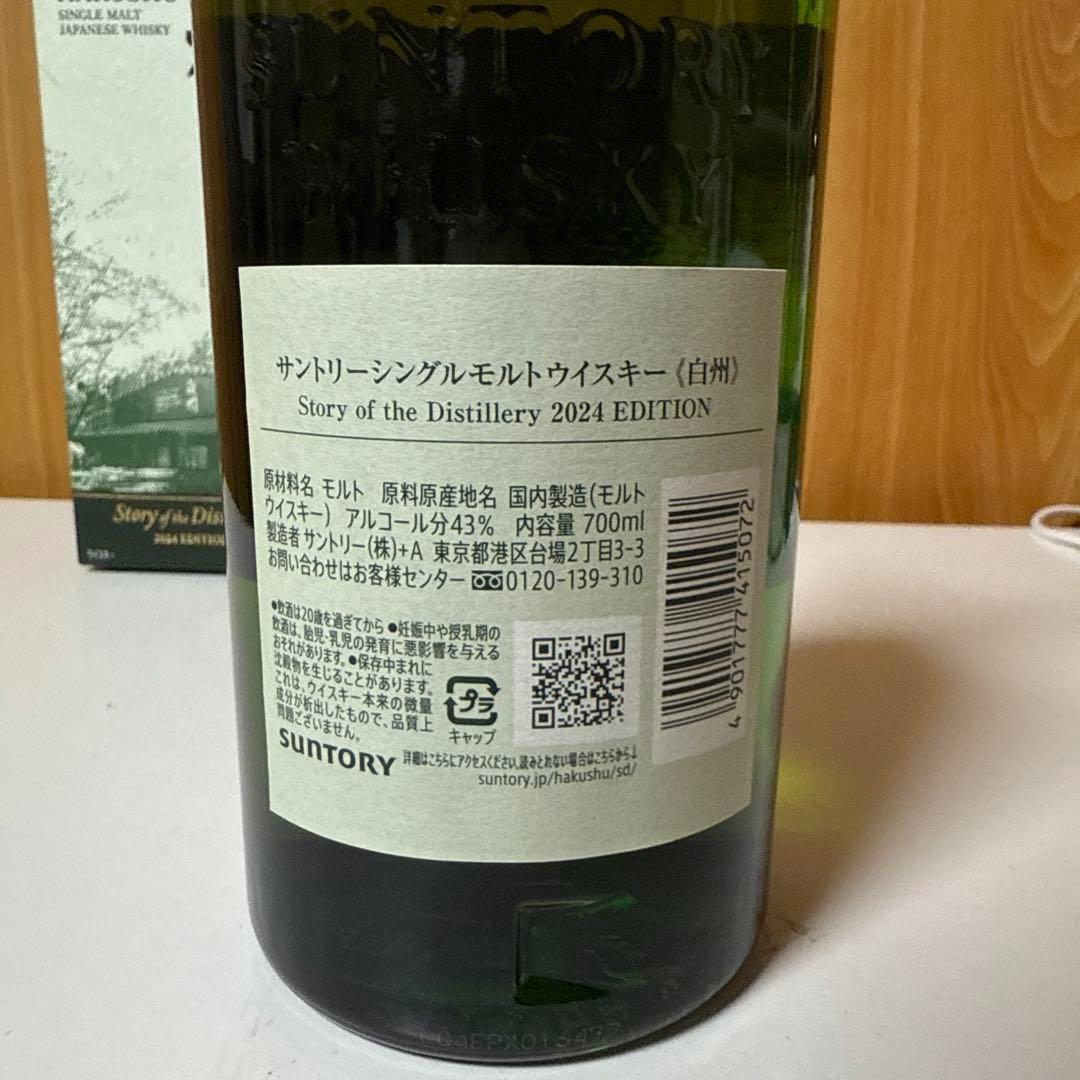 SINGLE MALT
JAPANESE WHISKY
Story of the Dis
2024 EDITION
SUNTORY
WHISKY
サントリーシングルモルトウイスキー《白州》
Story of the Distillery 2024 EDITION
原材料名 モルト 原料原産地名 国内製造(モルト
ウイスキー) アルコール分43% 内容量 700ml
製造者 サントリー(株)+A 東京都港区台場2丁目3-3
お問い合わせはお客様センター 0120-139-310
●飲酒は20歳を過ぎてから ●妊娠中や授乳期の
飲酒は、胎児・乳児の発育に悪影響を与える
おそれがあります。●保存中まれに
沈殿物を生じることがあります。
これは、ウイスキー本来の微量
成分が析出したもので、品質上
問題ございません。
プラ
キャップ
SUNTORY
詳細はこちらにアクセスください。読みとれない場合はこちらから↓
suntory.jp/hakushu/sd/
4 901777 415072